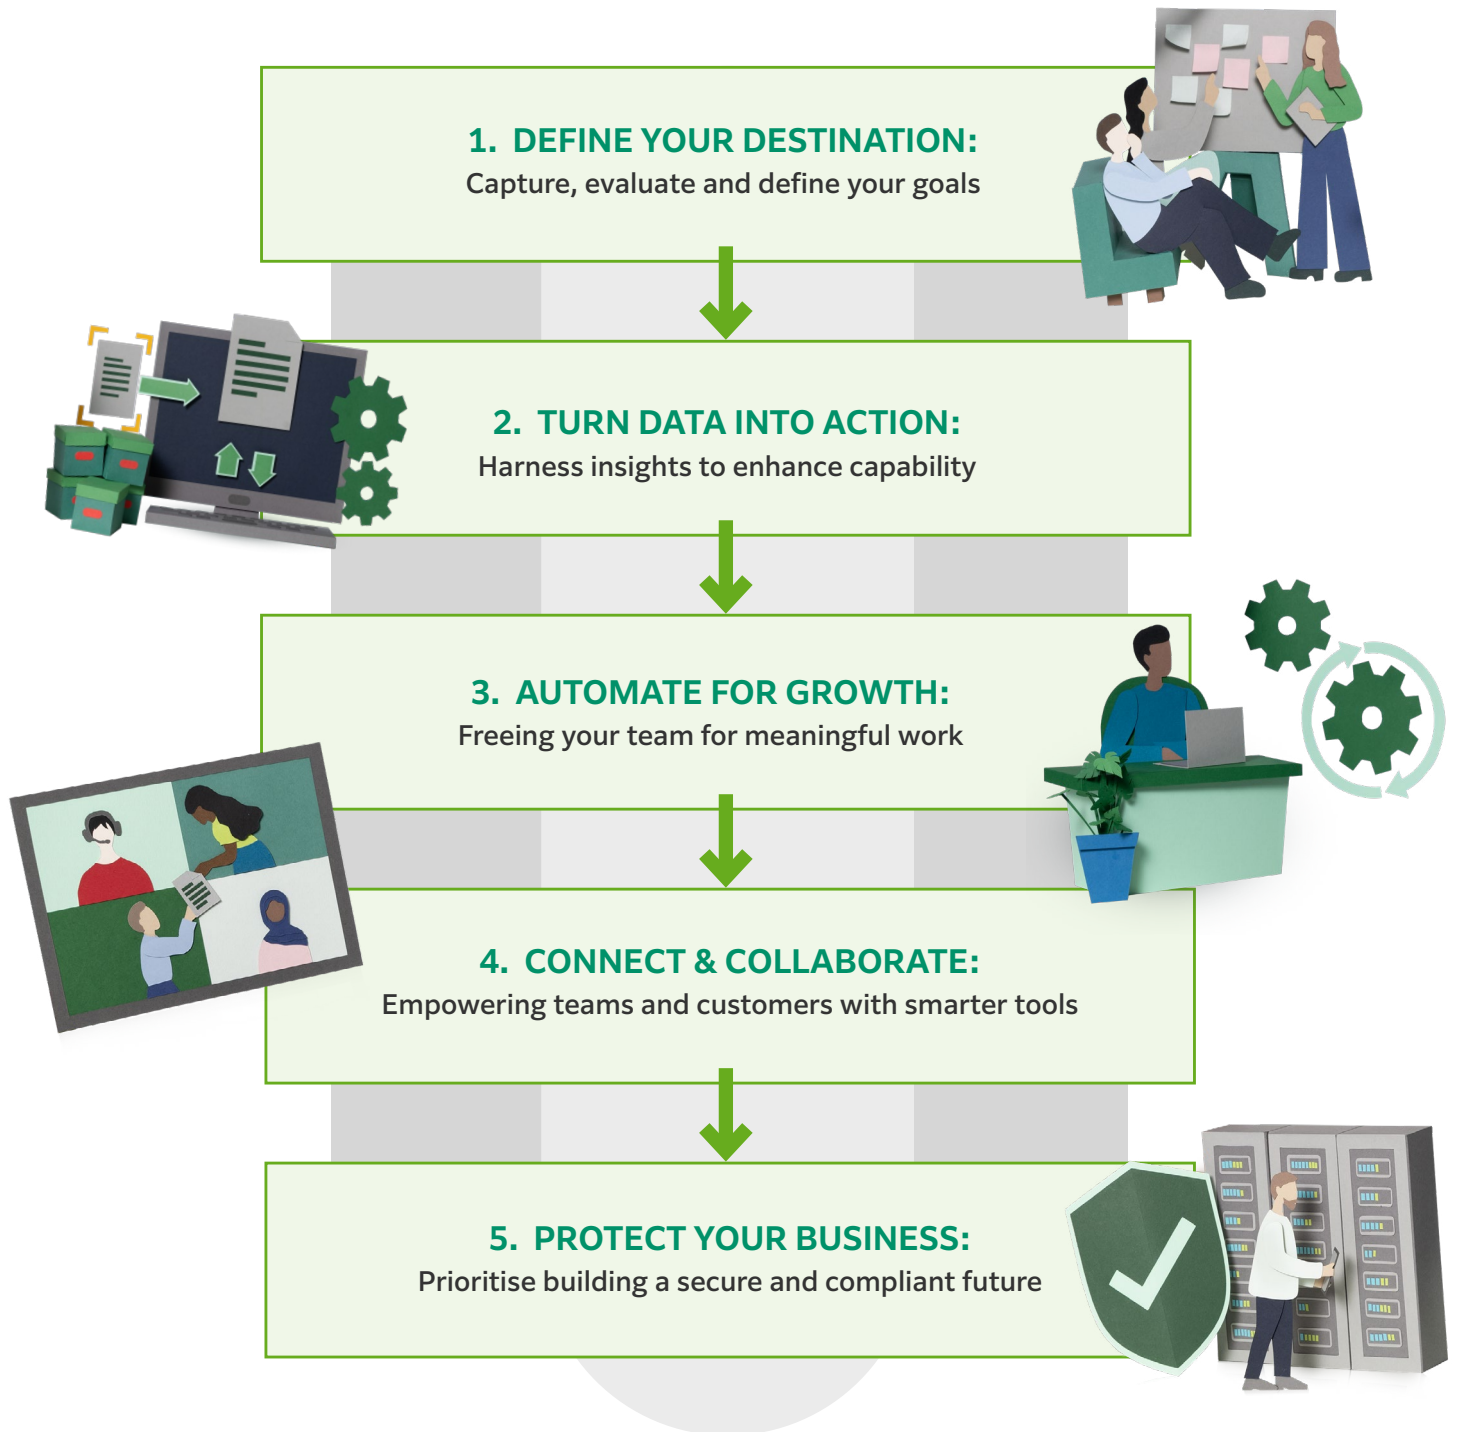 1. DEFINE YOUR DESTINATION:
Capture, evaluate and define your goals
2. TURN DATA INTO ACTION:
Harness insights to enhance capability
3. AUTOMATE FOR GROWTH:
Freeing your team for meaningful work
4. CONNECT & COLLABORATE:
Empowering teams and customers with smarter tools
5. PROTECT YOUR BUSINESS:
Prioritise building a secure and compliant future